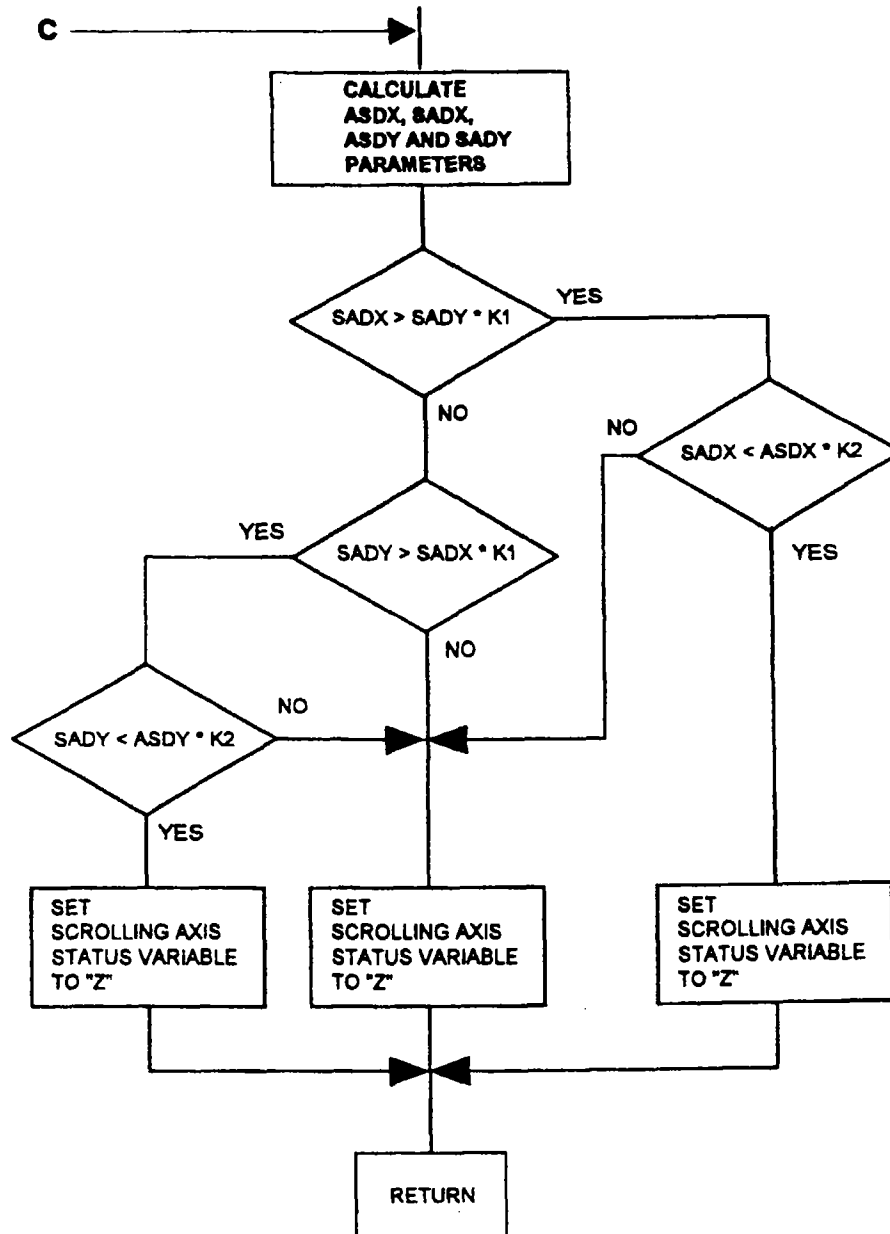 C
CALCULATE
ASDX, SADX,
ASDY AND SADY
PARAMETERS
SADX > SADY * K1
YES
NO
NO
SADX < ASDX * K2
YES
YES
SADY > SADX * K1
NO
SADY < ASDY * K2
NO
YES
SET
SCROLLING AXIS
STATUS VARIABLE
TO "Z"
SET
SCROLLING AXIS
STATUS VARIABLE
TO "Z"
SET
SCROLLING AXIS
STATUS VARIABLE
TO "Z"
RETURN